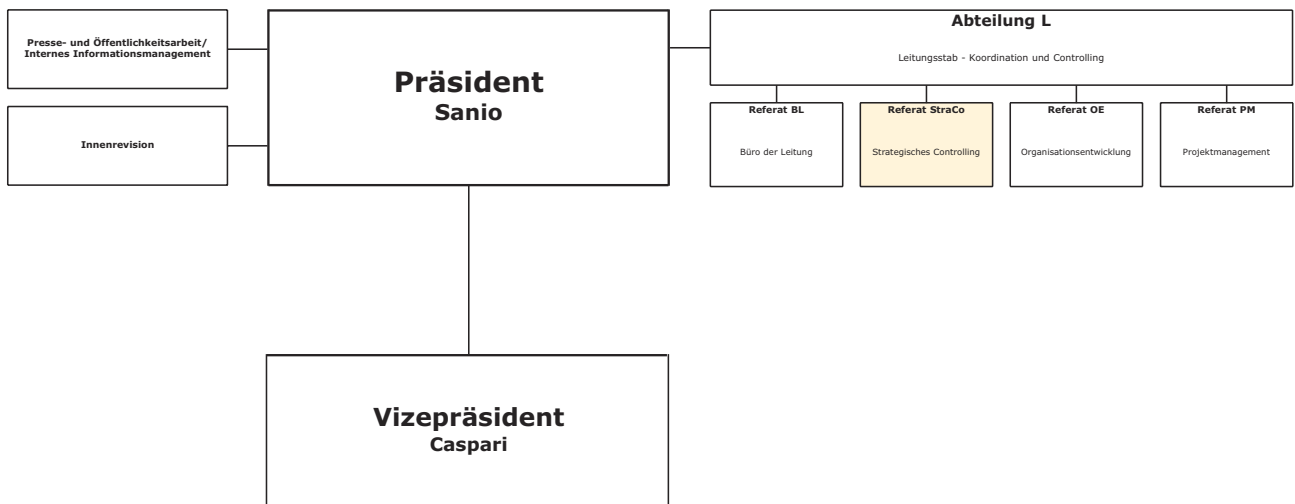 Presse- und Öffentlichkeitsarbeit/
Internes Informationsmanagement
Innenrevision
Präsident
Sanio
Abteilung L
Leitungsstab - Koordination und Controlling
Referat BL
Büro der Leitung
Referat StraCo
Strategisches Controlling
Referat OE
Organisationsentwicklung
Referat PM
Projektmanagement
Vizepräsident
Caspari